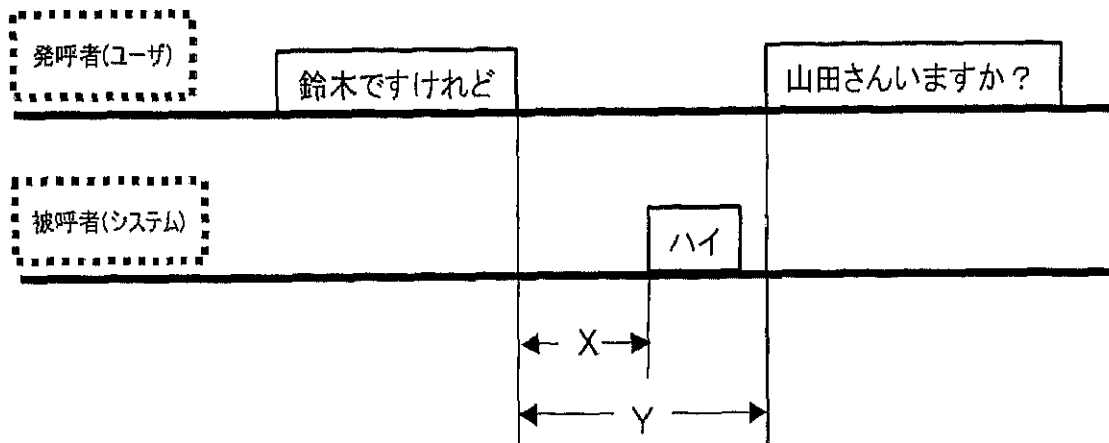 発呼者(ユーザ)
鈴木ですけれど
山田さんいますか？
被呼者(システム)
ハイ
X
Y